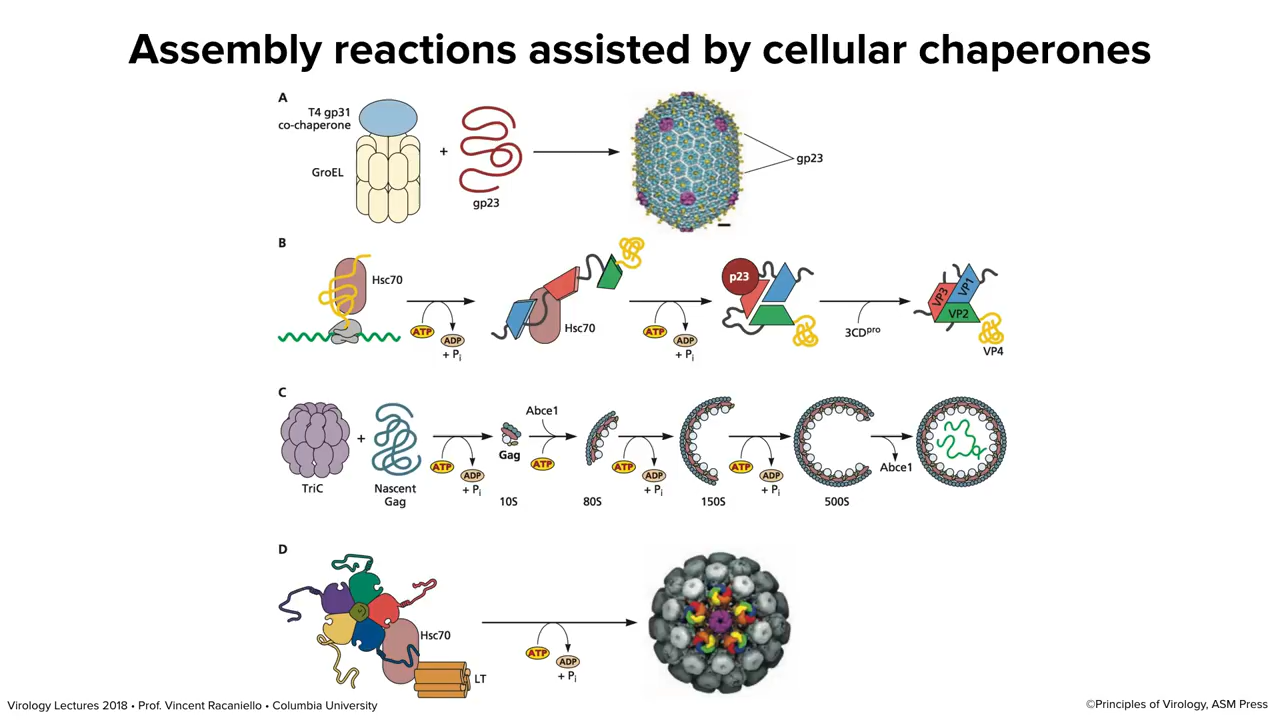 Assembly reactions assisted by cellular chaperones
A
T4 gp31
co-chaperone
GroEL
+
gp23
gp23
B
Hsc70
ATP
ADP
+ Pi
Hsc70
ATP
ADP
+ Pi
p23
3CDpro
VP3
VP1
VP2
VP4
C
TriC
+
Nascent
Gag
ATP
ADP
+ Pi
Gag
10S
Abce1
ATP
80S
ATP
ADP
+ Pi
150S
ATP
ADP
+ Pi
500S
Abce1
D
Hsc70
LT
ATP
ADP
+ Pi
Virology Lectures 2018 • Prof. Vincent Racaniello • Columbia University
©Principles of Virology, ASM Press